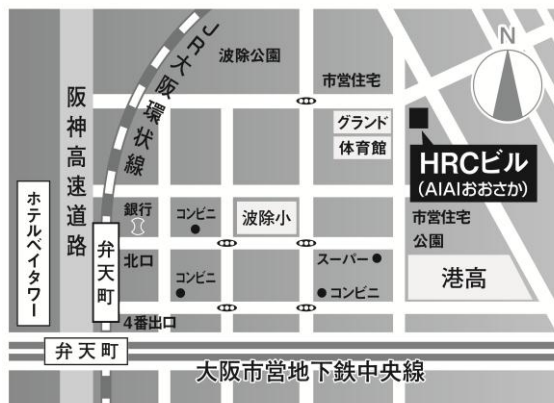 N
波除公園
JR大阪環状線
市営住宅
阪神高速道路
グランド
体育館
HRCビル
(AIAIおおさか)
ホテルベイタワー
銀行
コンビニ
波除小
市営住宅
公園
弁天町
北口
コンビニ
スーパー
コンビニ
港高
4番出口
弁天町
大阪市営地下鉄中央線